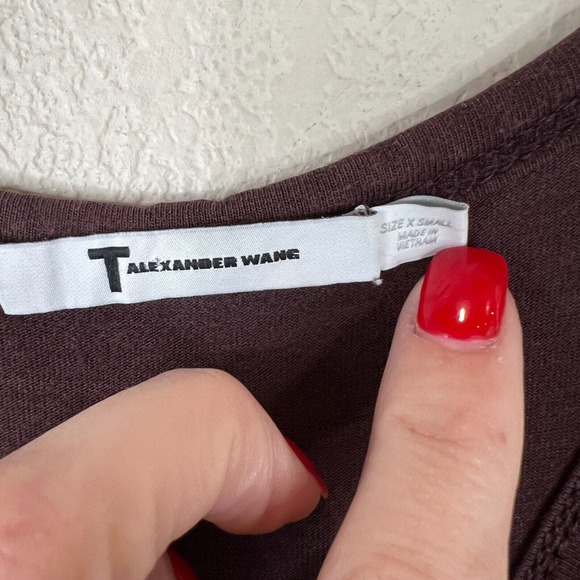 T ALEXANDER WANG
SIZE X SMALL
MADE IN
VIETNAM